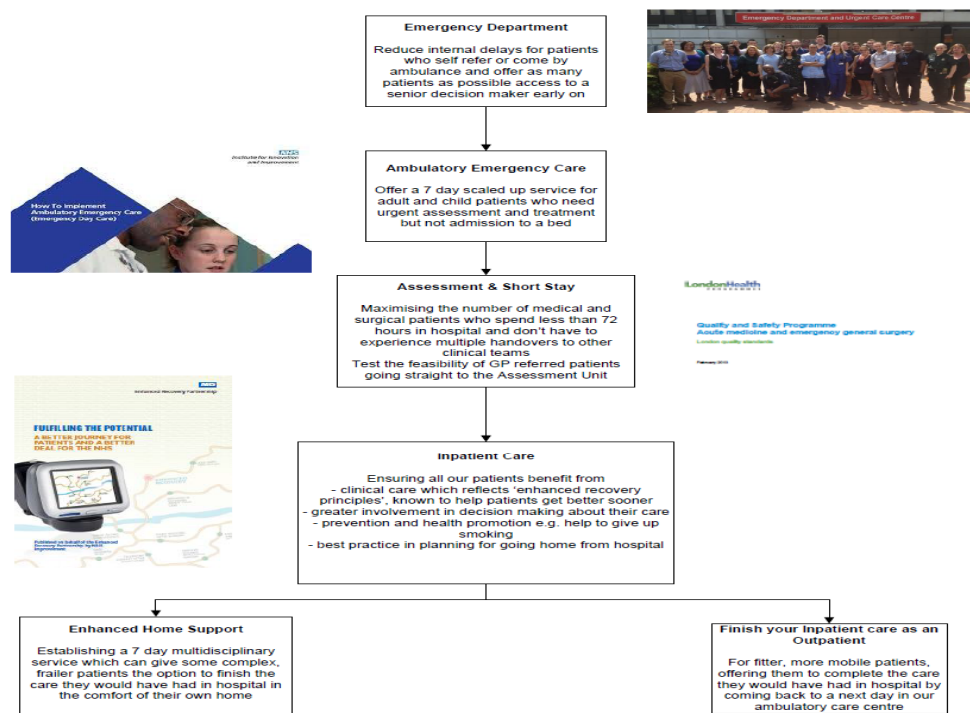 Emergency Department
Reduce internal delays for patients
who self refer or come by
ambulance and offer as many
patients as possible access to a
senior decision maker early on
Emergency Department and Urgent Care Centre
NHS
Institute for Innovation
and Improvement
How To Implement
Ambulatory Emergency Care
(Emergency Day Care)
Ambulatory Emergency Care
Offer a 7 day scaled up service for
adult and child patients who need
urgent assessment and treatment
but not admission to a bed
Assessment & Short Stay
Maximising the number of medical and
surgical patients who spend less than 72
hours in hospital and don't have to
experience multiple handovers to other
clinical teams
Test the feasibility of GP referred patients
going straight to the Assessment Unit
LondonHealth
Quality and Safety Programme
Acute medicine and emergency general surgery
London quality standards
NHS
Enhanced Recovery Partnership
FULFILLING THE POTENTIAL
A BETTER JOURNEY FOR
PATIENTS AND A BETTER
DEAL FOR THE NHS
Inpatient Care
Ensuring all our patients benefit from
- clinical care which reflects ‘enhanced recovery
principles’, known to help patients get better sooner
- greater involvement in decision making about their care
- prevention and health promotion e.g. help to give up
smoking
- best practice in planning for going home from hospital
Enhanced Home Support
Establishing a 7 day multidisciplinary
service which can give some complex,
frailer patients the option to finish the
care they would have had in hospital in
the comfort of their own home
Finish your Inpatient care as an
Outpatient
For fitter, more mobile patients,
offering them to complete the care
they would have had in hospital by
coming back to a next day in our
ambulatory care centre